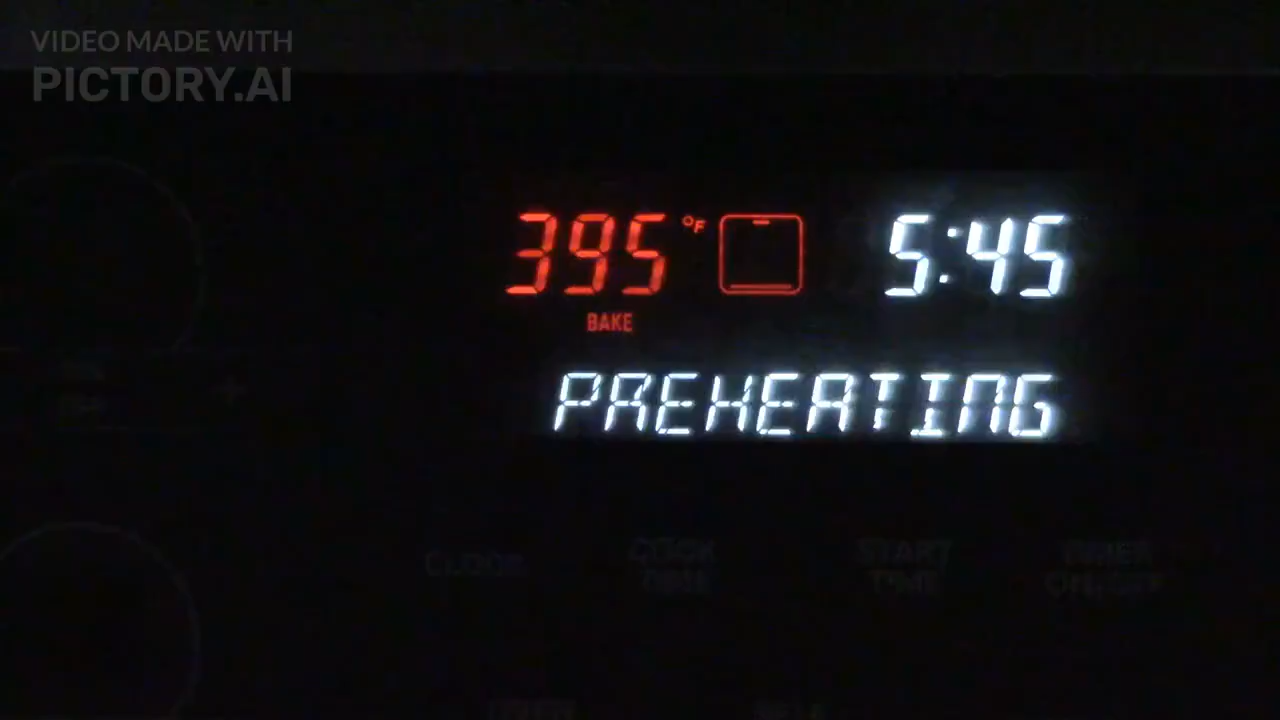 VIDEO MADE WITH
PICTORY.AI
395 °F 5:45
BAKE
PREHEATING
CLOCK
COOK START TIMER
TIME TIME ON/OFF